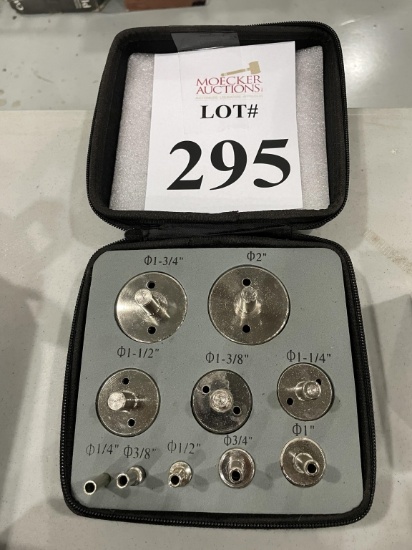 MOECKER
AUCTIONS
LOT#
295
Φ1-3/4"
Φ2"
Φ1-1/2"
Φ1-3/8"
Φ1-1/4"
Φ1/4"
Φ3/8"
Φ1/2"
Φ3/4"
Φ1"